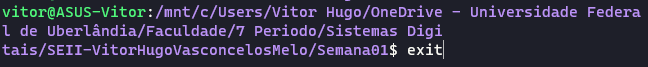 vitor@ASUS-Vitor:/mnt/c/Users/Vitor Hugo/OneDrive - Universidade Federa
l de Uberlândia/Faculdade/7 Periodo/Sistemas Digi
tais/SEII-VitorHugoVasconcelosMelo/Semana01$ exit